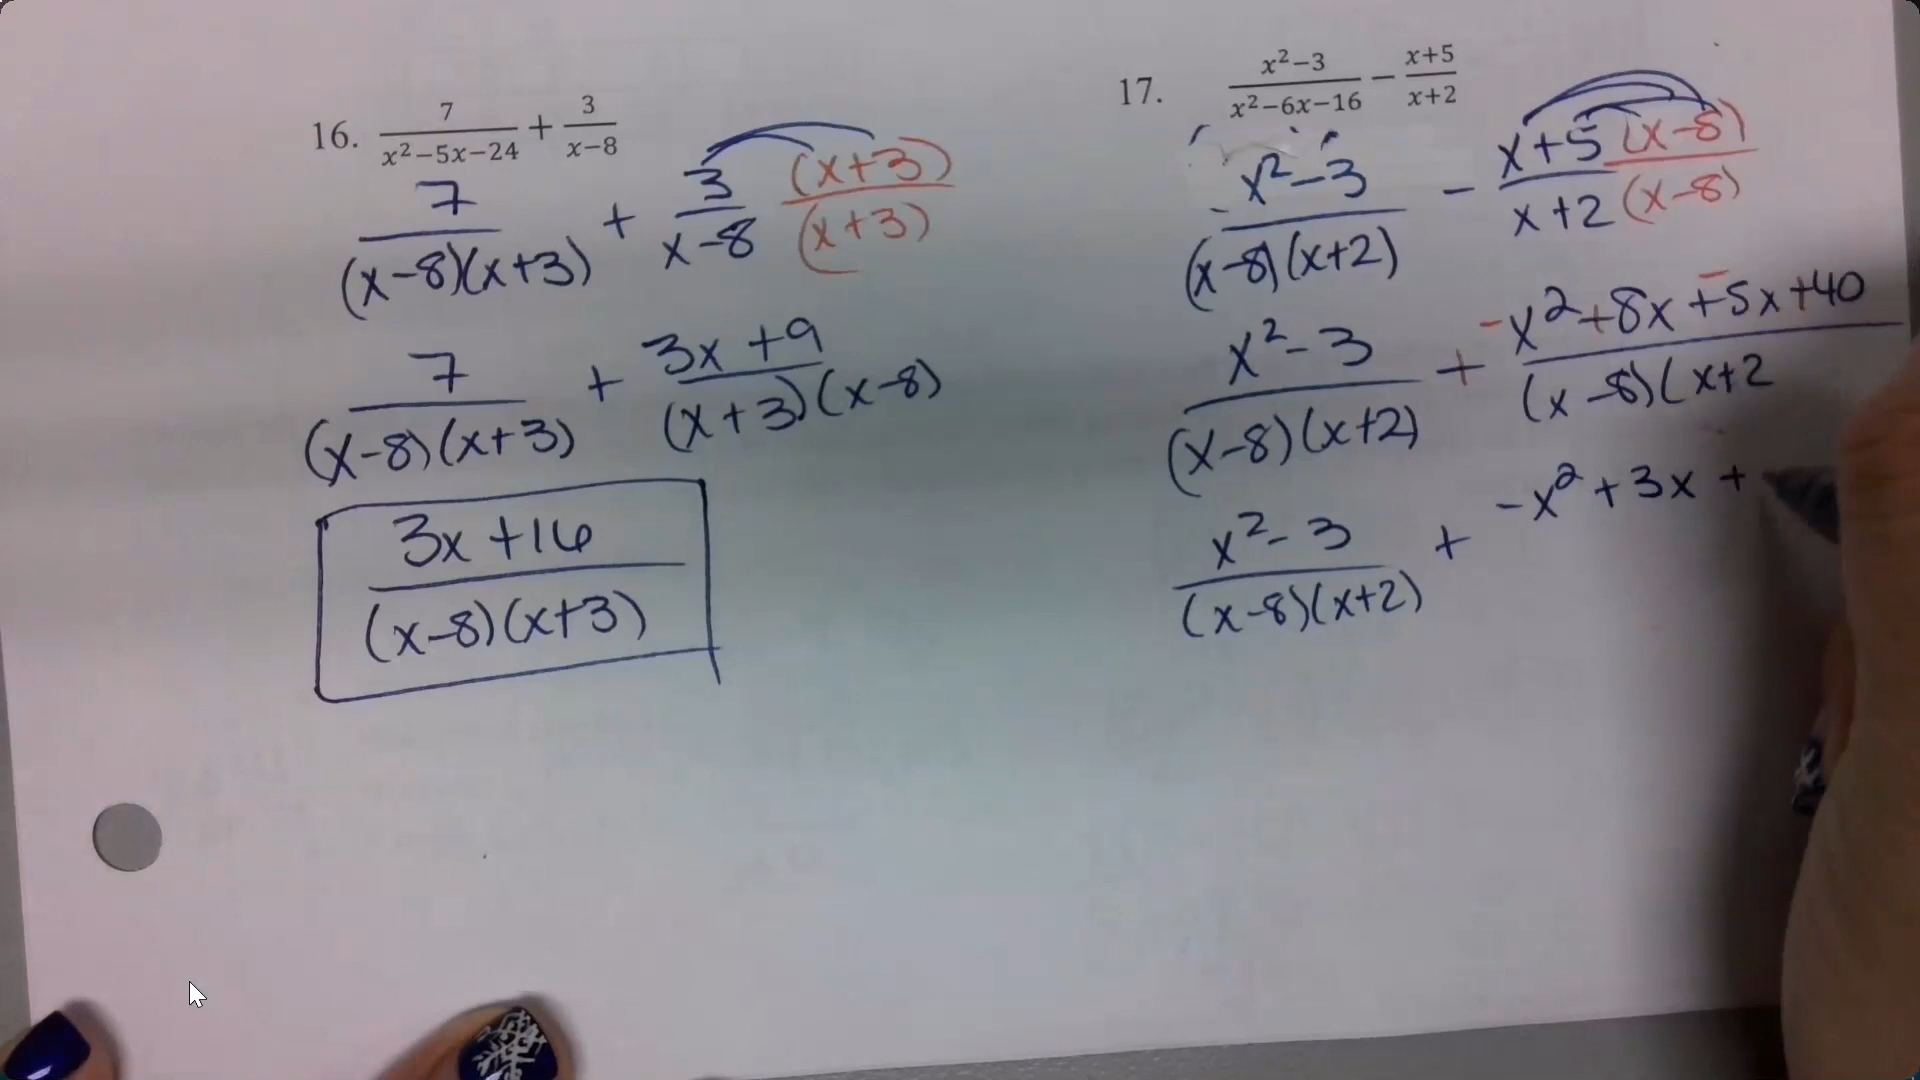 16. 7/(x²−5x−24) + 3/(x−8)
7/((x-8)(x+3)) + 3/(x-8) (x+3)/(x+3)
7/((x-8)(x+3)) + (3x+9)/((x+3)(x-8))
(3x+16)/((x-8)(x+3))
17. (x²−3)/(x²−6x−16) − (x+5)/(x+2)
(x²-3)/((x-8)(x+2)) - (x+5)(x-8)/(x+2)(x-8)
(x²-3)/((x-8)(x+2)) + (-x²+8x+̄5x+40)/((x-8)(x+2
(x²-3)/((x-8)(x+2)) + -x²+3x+